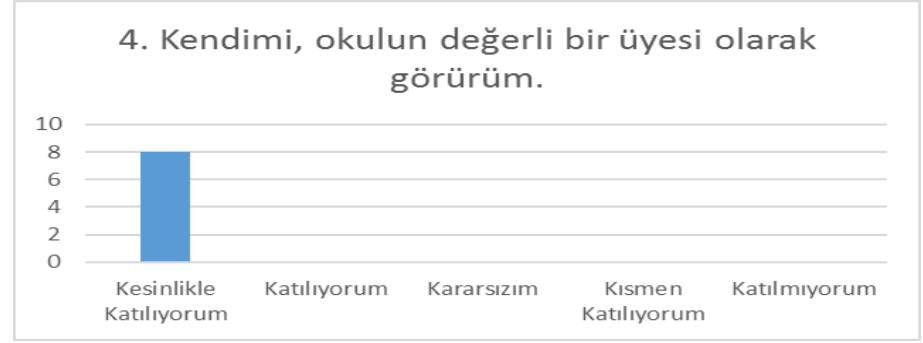 4. Kendimi, okulun değerli bir üyesi olarak
görürüm.
10
8
6
4
2
0
Kesinlikle
Katılıyorum
Katılıyorum
Kararsızım
Kısmen
Katılıyorum
Katılmıyorum